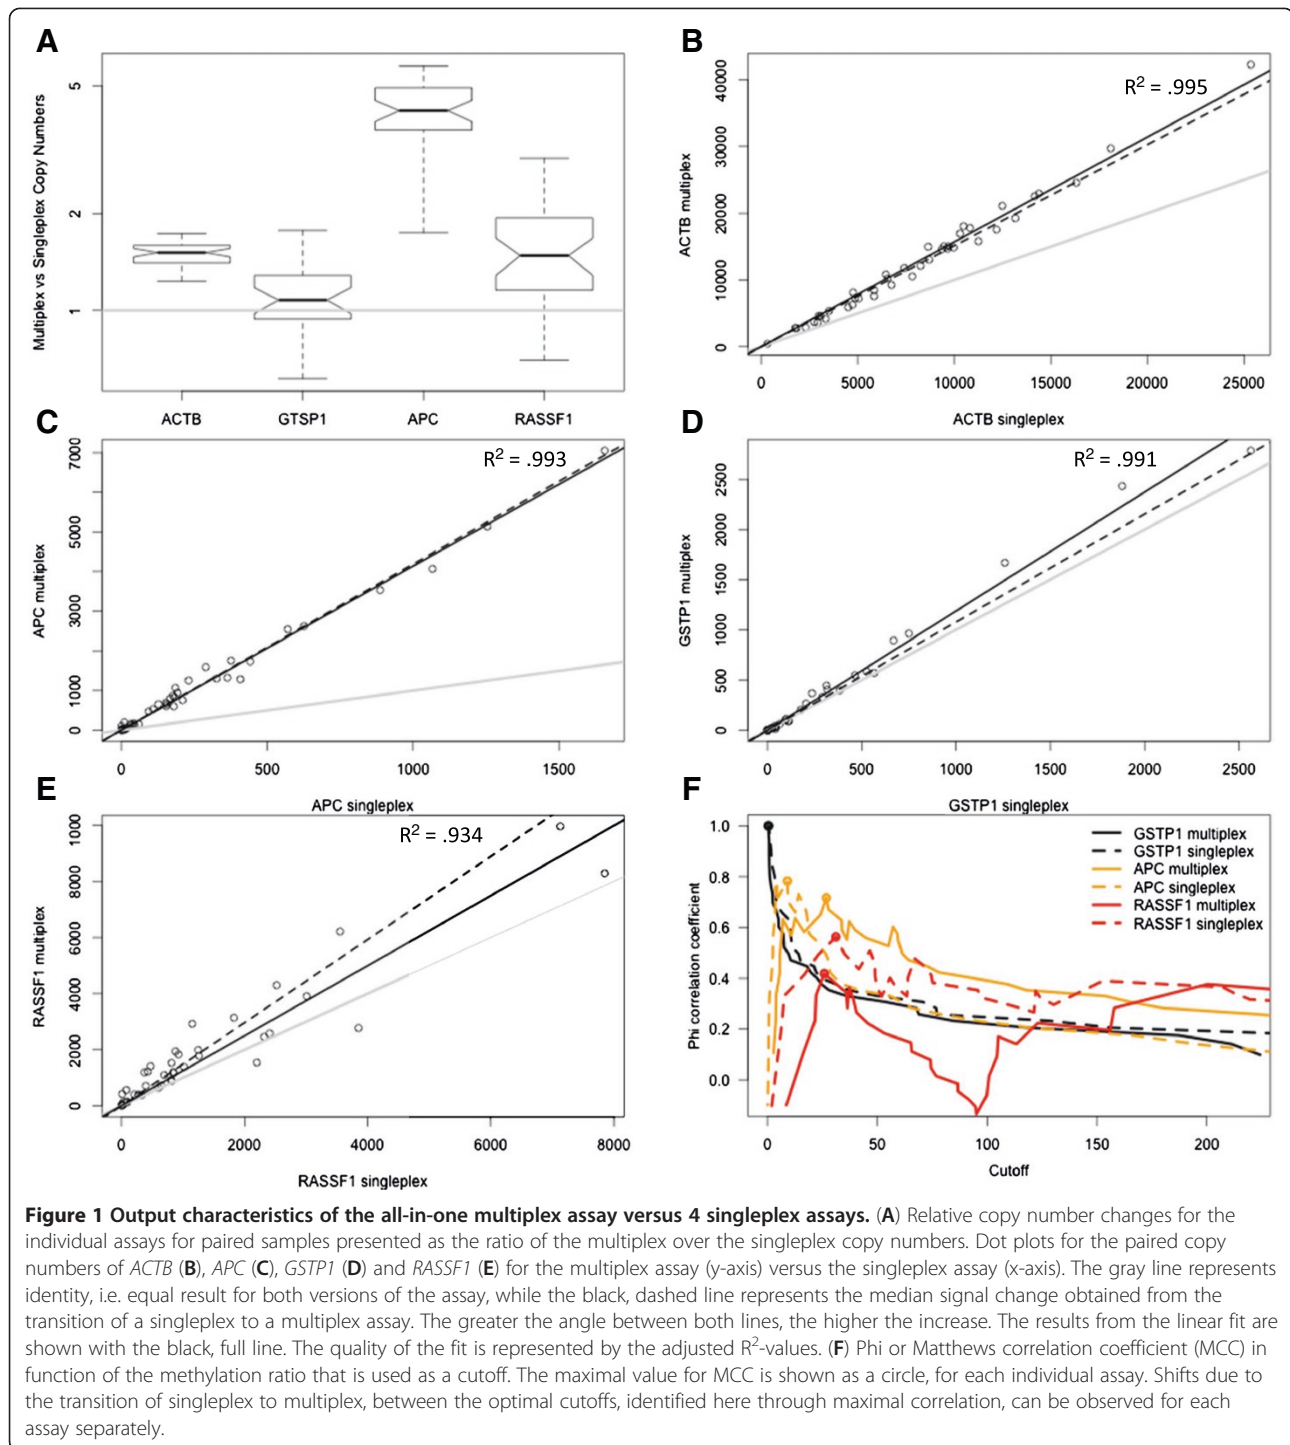 A
Multiplex vs Singleplex Copy Numbers
5
2
1
ACTB GTSP1 APC RASSF1
B
R² = .995
ACTB multiplex
40000
30000
20000
10000
0
0 5000 10000 15000 20000 25000
ACTB singleplex
C
R² = .993
APC multiplex
7000
5000
3000
1000
0
0 500 1000 1500
APC singleplex
D
R² = .991
GSTP1 multiplex
2500
2000
1500
1000
500
0
0 500 1000 1500 2000 2500
GSTP1 singleplex
E
R² = .934
RASSF1 multiplex
1000
8000
6000
4000
2000
0
0 2000 4000 6000 8000
RASSF1 singleplex
F
Phi correlation coefficient
1.0
0.8
0.6
0.4
0.2
0.0
GSTP1 multiplex
GSTP1 singleplex
APC multiplex
APC singleplex
RASSF1 multiplex
RASSF1 singleplex
0 50 100 150 200
Cutoff
Figure 1 Output characteristics of the all-in-one multiplex assay versus 4 singleplex assays. (A) Relative copy number changes for the
individual assays for paired samples presented as the ratio of the multiplex over the singleplex copy numbers. Dot plots for the paired copy
numbers of ACTB (B), APC (C), GSTP1 (D) and RASSF1 (E) for the multiplex assay (y-axis) versus the singleplex assay (x-axis). The gray line represents
identity, i.e. equal result for both versions of the assay, while the black, dashed line represents the median signal change obtained from the
transition of a singleplex to a multiplex assay. The greater the angle between both lines, the higher the increase. The results from the linear fit are
shown with the black, full line. The quality of the fit is represented by the adjusted R²-values. (F) Phi or Matthews correlation coefficient (MCC) in
function of the methylation ratio that is used as a cutoff. The maximal value for MCC is shown as a circle, for each individual assay. Shifts due to
the transition of singleplex to multiplex, between the optimal cutoffs, identified here through maximal correlation, can be observed for each
assay separately.